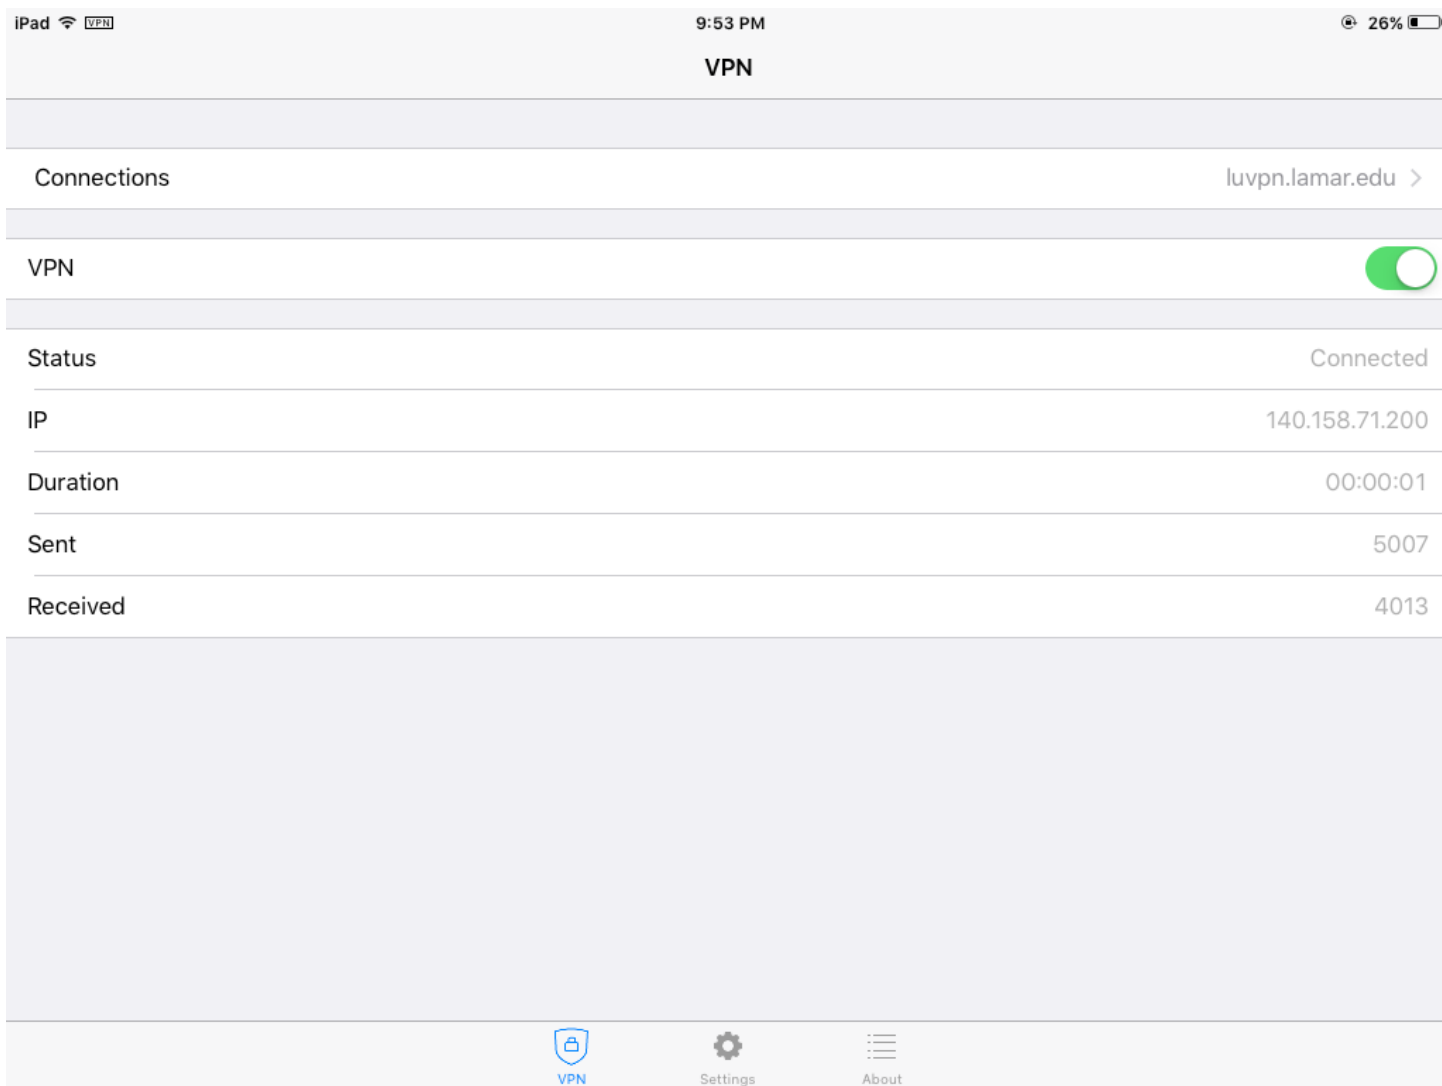 iPad VPN 9:53 PM 26%
VPN
Connections luvpn.lamar.edu
VPN
Status Connected
IP 140.158.71.200
Duration 00:00:01
Sent 5007
Received 4013
VPN Settings About